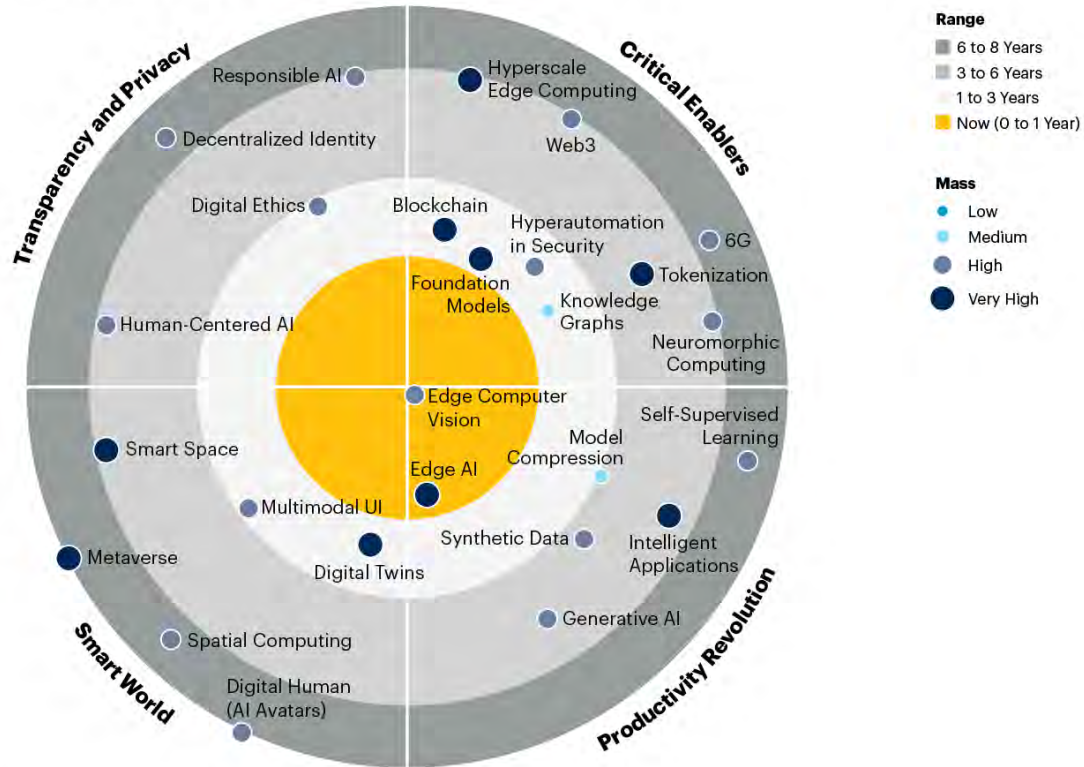 Transparency and Privacy
Critical Enablers
Responsible AI
Hyperscale
Edge Computing
Web3
Decentralized Identity
Digital Ethics
Blockchain
Hyperautomation
in Security
6G
Tokenization
Foundation
Models
Knowledge
Graphs
Human-Centered AI
Neuromorphic
Computing
Edge Computer
Vision
Self-Supervised
Learning
Model
Compression
Smart Space
Edge AI
Multimodal UI
Synthetic Data
Intelligent
Applications
Metaverse
Digital Twins
Generative AI
Spatial Computing
Digital Human
(AI Avatars)
Smart World
Productivity Revolution
Range
6 to 8 Years
3 to 6 Years
1 to 3 Years
Now (0 to 1 Year)
Mass
Low
Medium
High
Very High